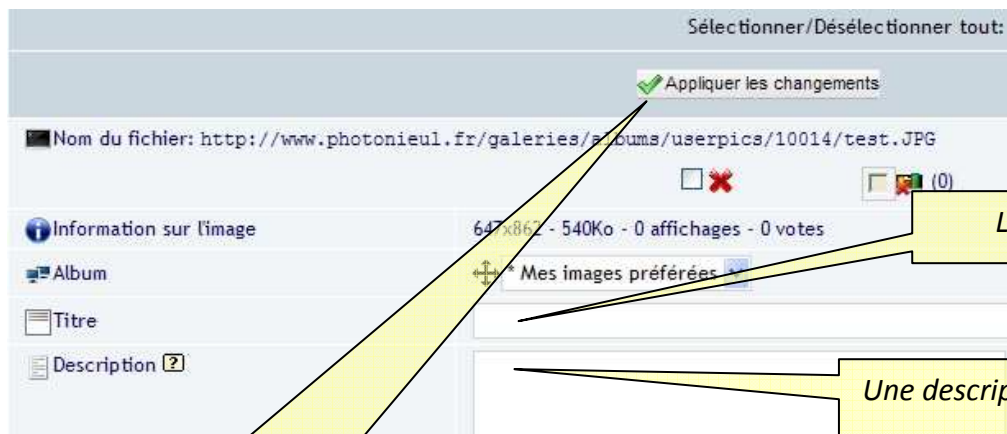 Sélectionner/Désélectionner tout:
Appliquer les changements
Nom du fichier: http://www.photonieul.fr/galeries/albums/userpics/10014/test.JPG
(0)
Information sur l'image 647x862 - 540Ko - 0 affichages - 0 votes
L
Album * Mes images préférées
Titre
Description ?
Une descrip